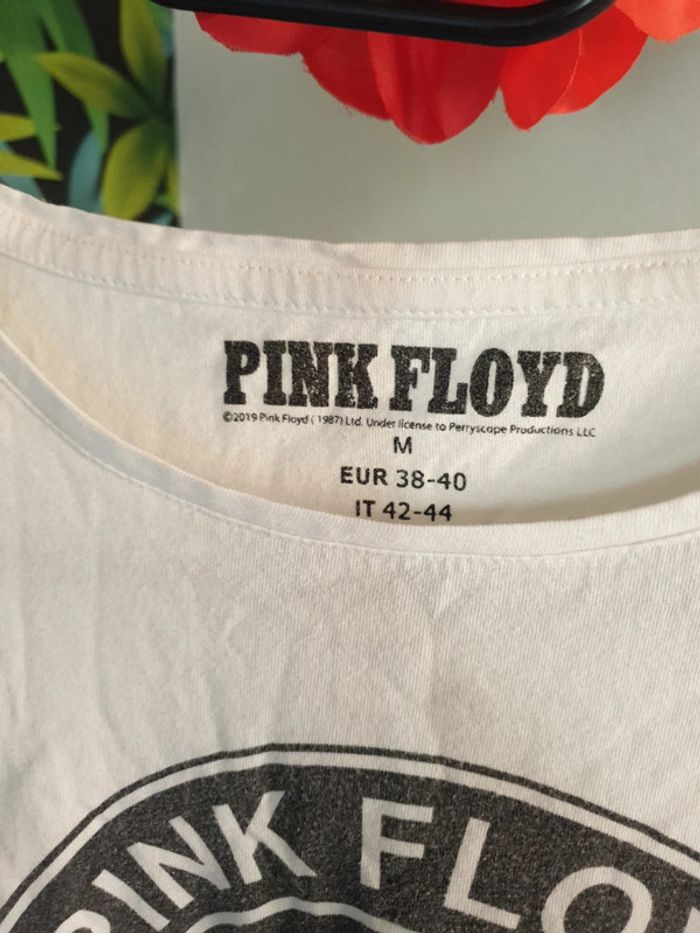 PINK FLOYD
©2019 Pink Floyd (1987) Ltd. Under license to Perryscope Productions LLC
M
EUR 38-40
IT 42-44
PINK FLO